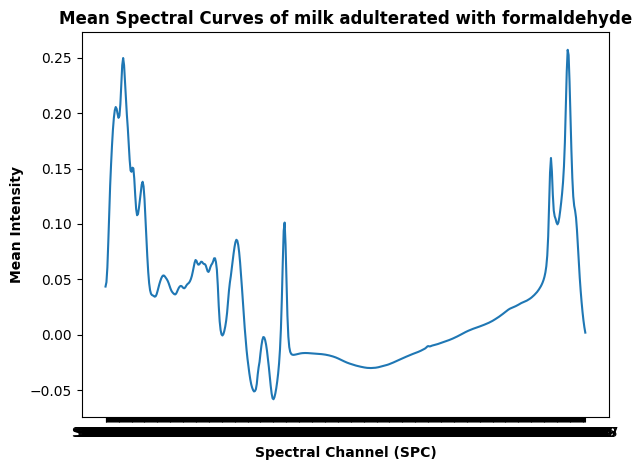 Mean Spectral Curves of milk adulterated with formaldehyde
Mean Intensity
0.25
0.20
0.15
0.10
0.05
0.00
−0.05
Spectral Channel (SPC)